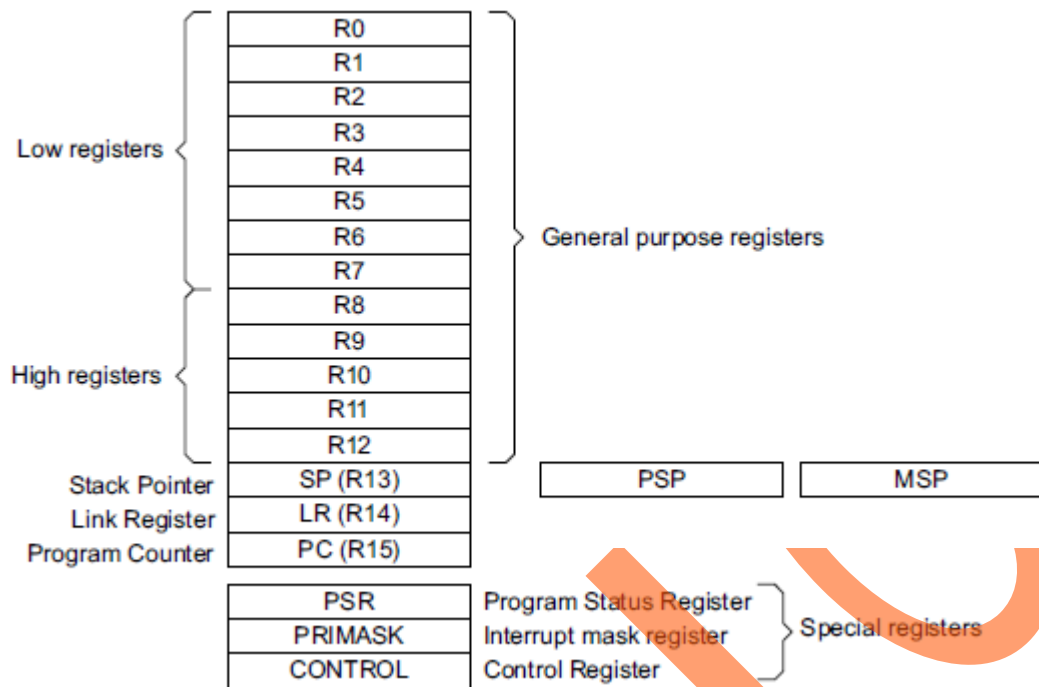 R0
R1
R2
R3
Low registers
R4
R5
R6
General purpose registers
R7
R8
R9
High registers
R10
R11
R12
Stack Pointer SP (R13) PSP MSP
Link Register LR (R14)
Program Counter PC (R15)
PSR Program Status Register
PRIMASK Interrupt mask register Special registers
CONTROL Control Register